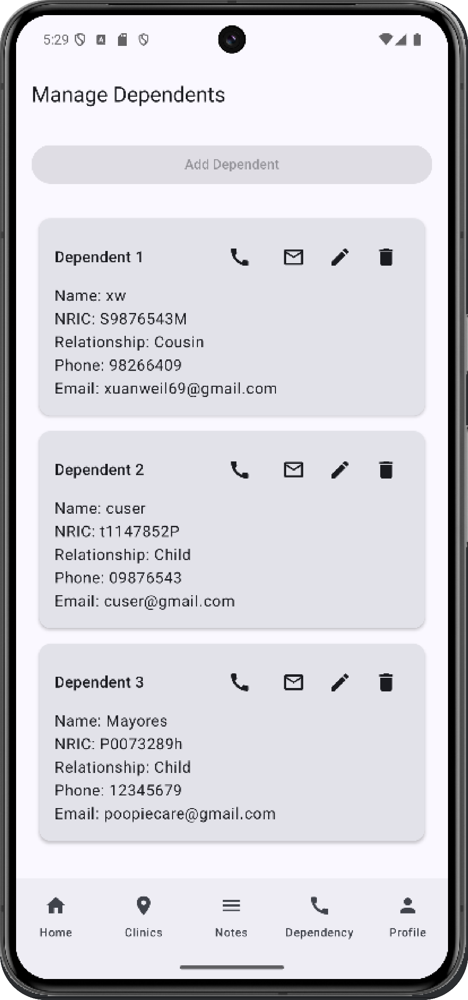 5:29
Manage Dependents
Add Dependent
Dependent 1
Name: xw
NRIC: S9876543M
Relationship: Cousin
Phone: 98266409
Email: xuanweil69@gmail.com
Dependent 2
Name: cuser
NRIC: t1147852P
Relationship: Child
Phone: 09876543
Email: cuser@gmail.com
Dependent 3
Name: Mayores
NRIC: P0073289h
Relationship: Child
Phone: 12345679
Email: poopiecare@gmail.com
Home Clinics Notes Dependency Profile